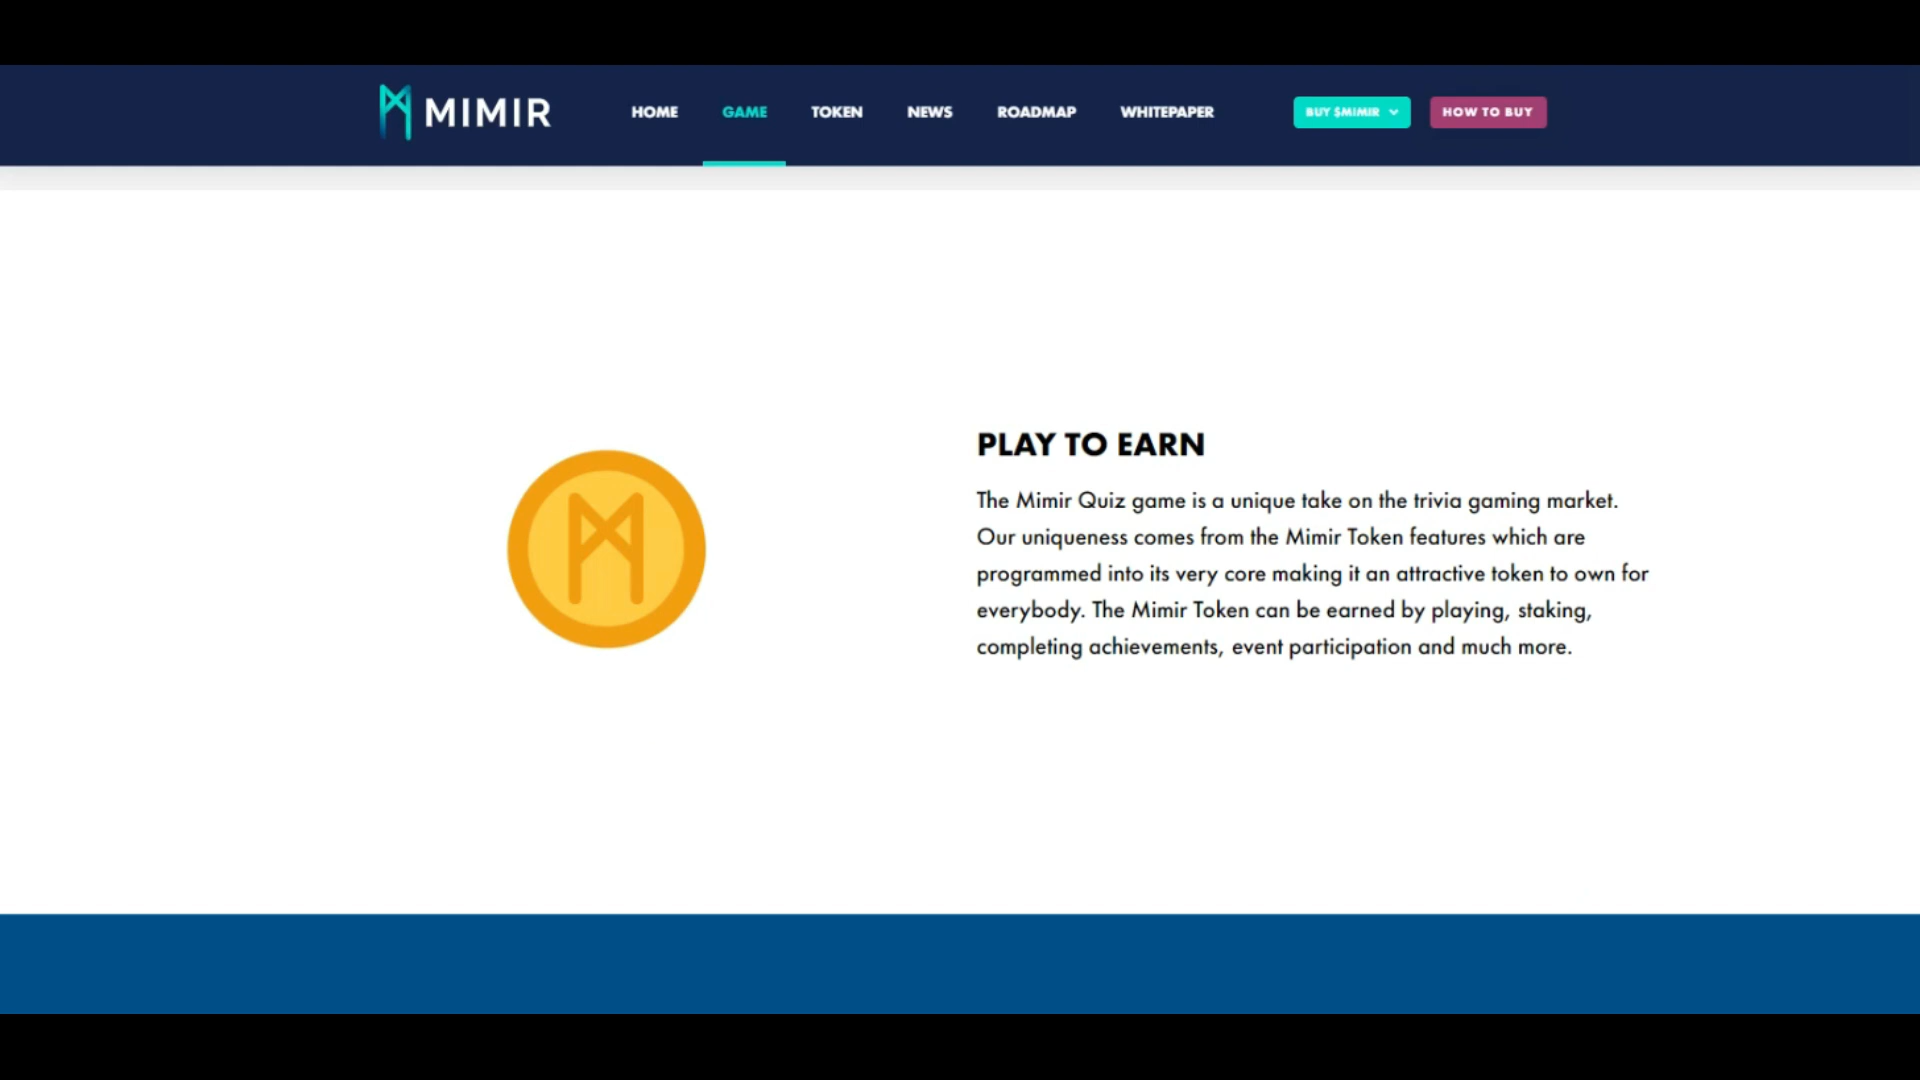 MIMIR
HOME GAME TOKEN NEWS ROADMAP WHITEPAPER BUY $MIMIR HOW TO BUY
PLAY TO EARN
The Mimir Quiz game is a unique take on the trivia gaming market.
Our uniqueness comes from the Mimir Token features which are
programmed into its very core making it an attractive token to own for
everybody. The Mimir Token can be earned by playing, staking,
completing achievements, event participation and much more.